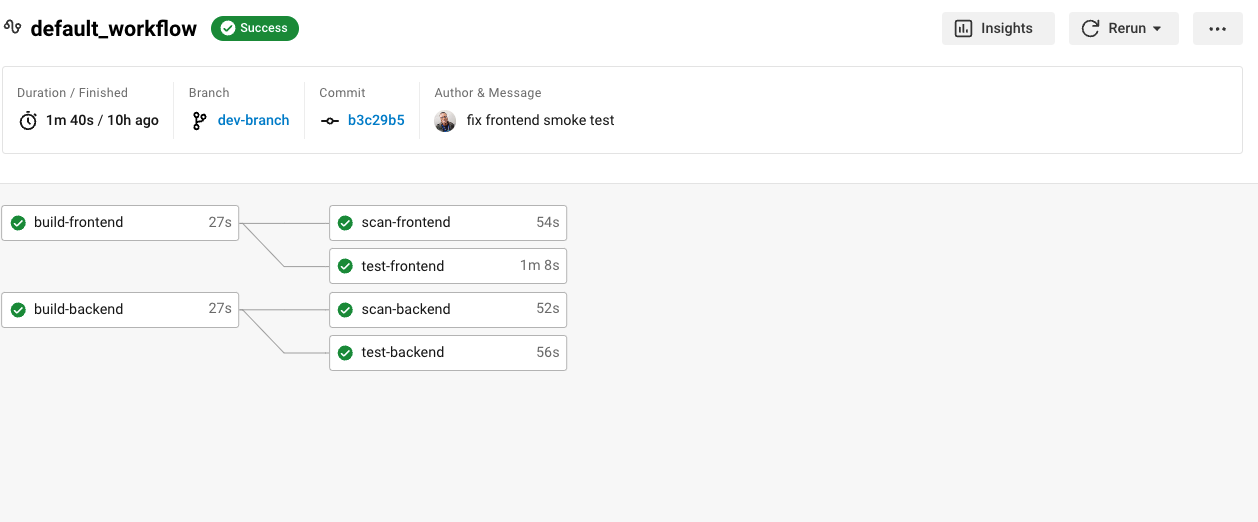 default_workflow
Success
Insights
Rerun
Duration / Finished
1m 40s / 10h ago
Branch
dev-branch
Commit
b3c29b5
Author & Message
fix frontend smoke test
build-frontend 27s
scan-frontend 54s
test-frontend 1m 8s
build-backend 27s
scan-backend 52s
test-backend 56s